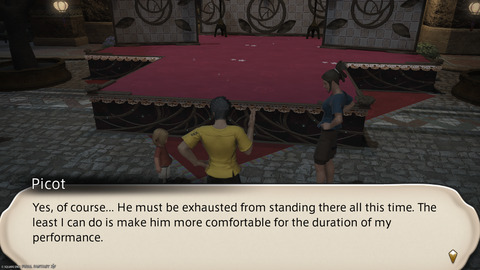 Picot
Yes, of course... He must be exhausted from standing there all this time. The
least I can do is make him more comfortable for the duration of my
performance.